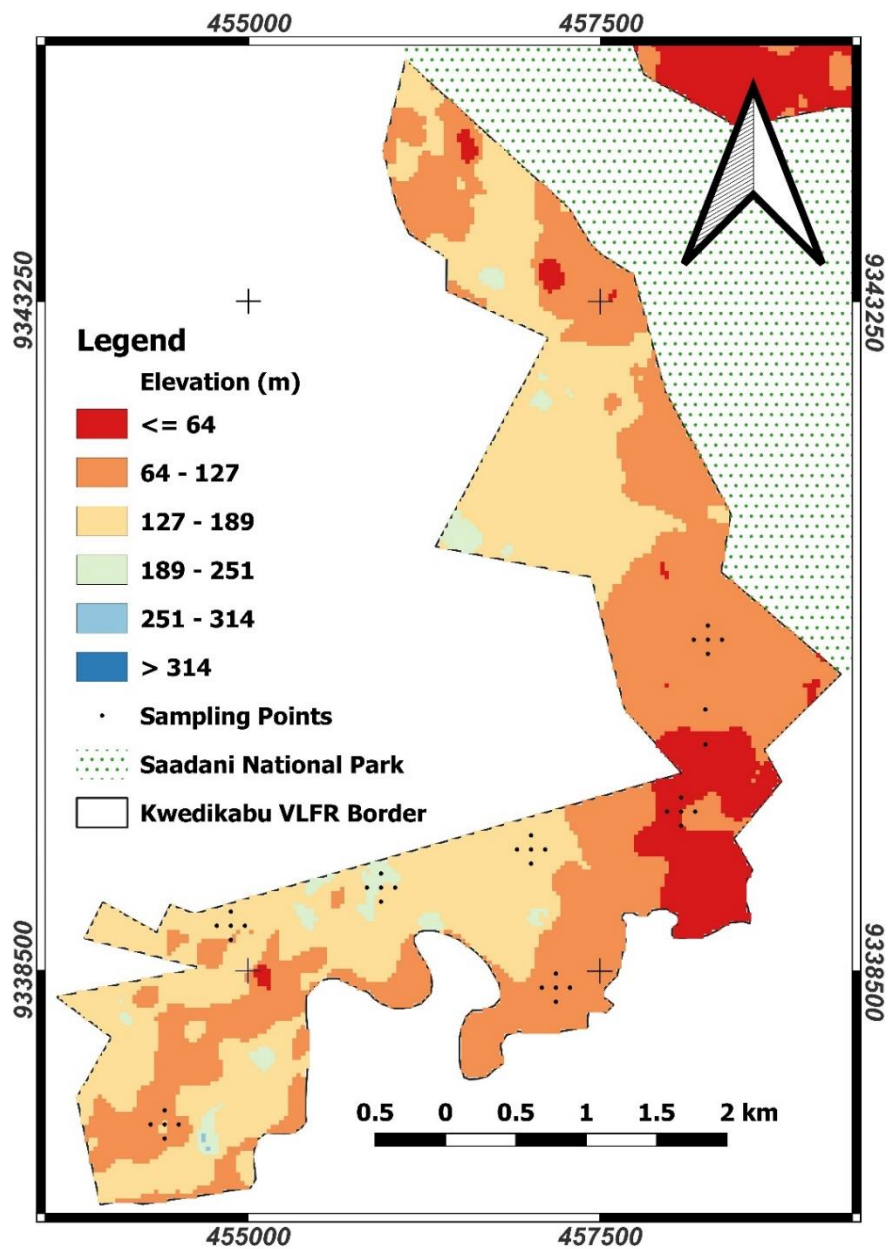 455000 457500
9343250 9343250
Legend
Elevation (m)
<= 64
64 - 127
127 - 189
189 - 251
251 - 314
> 314
Sampling Points
Saadani National Park
Kwedikabu VLFR Border
9338500 9338500
0.5 0 0.5 1 1.5 2 km
455000 457500